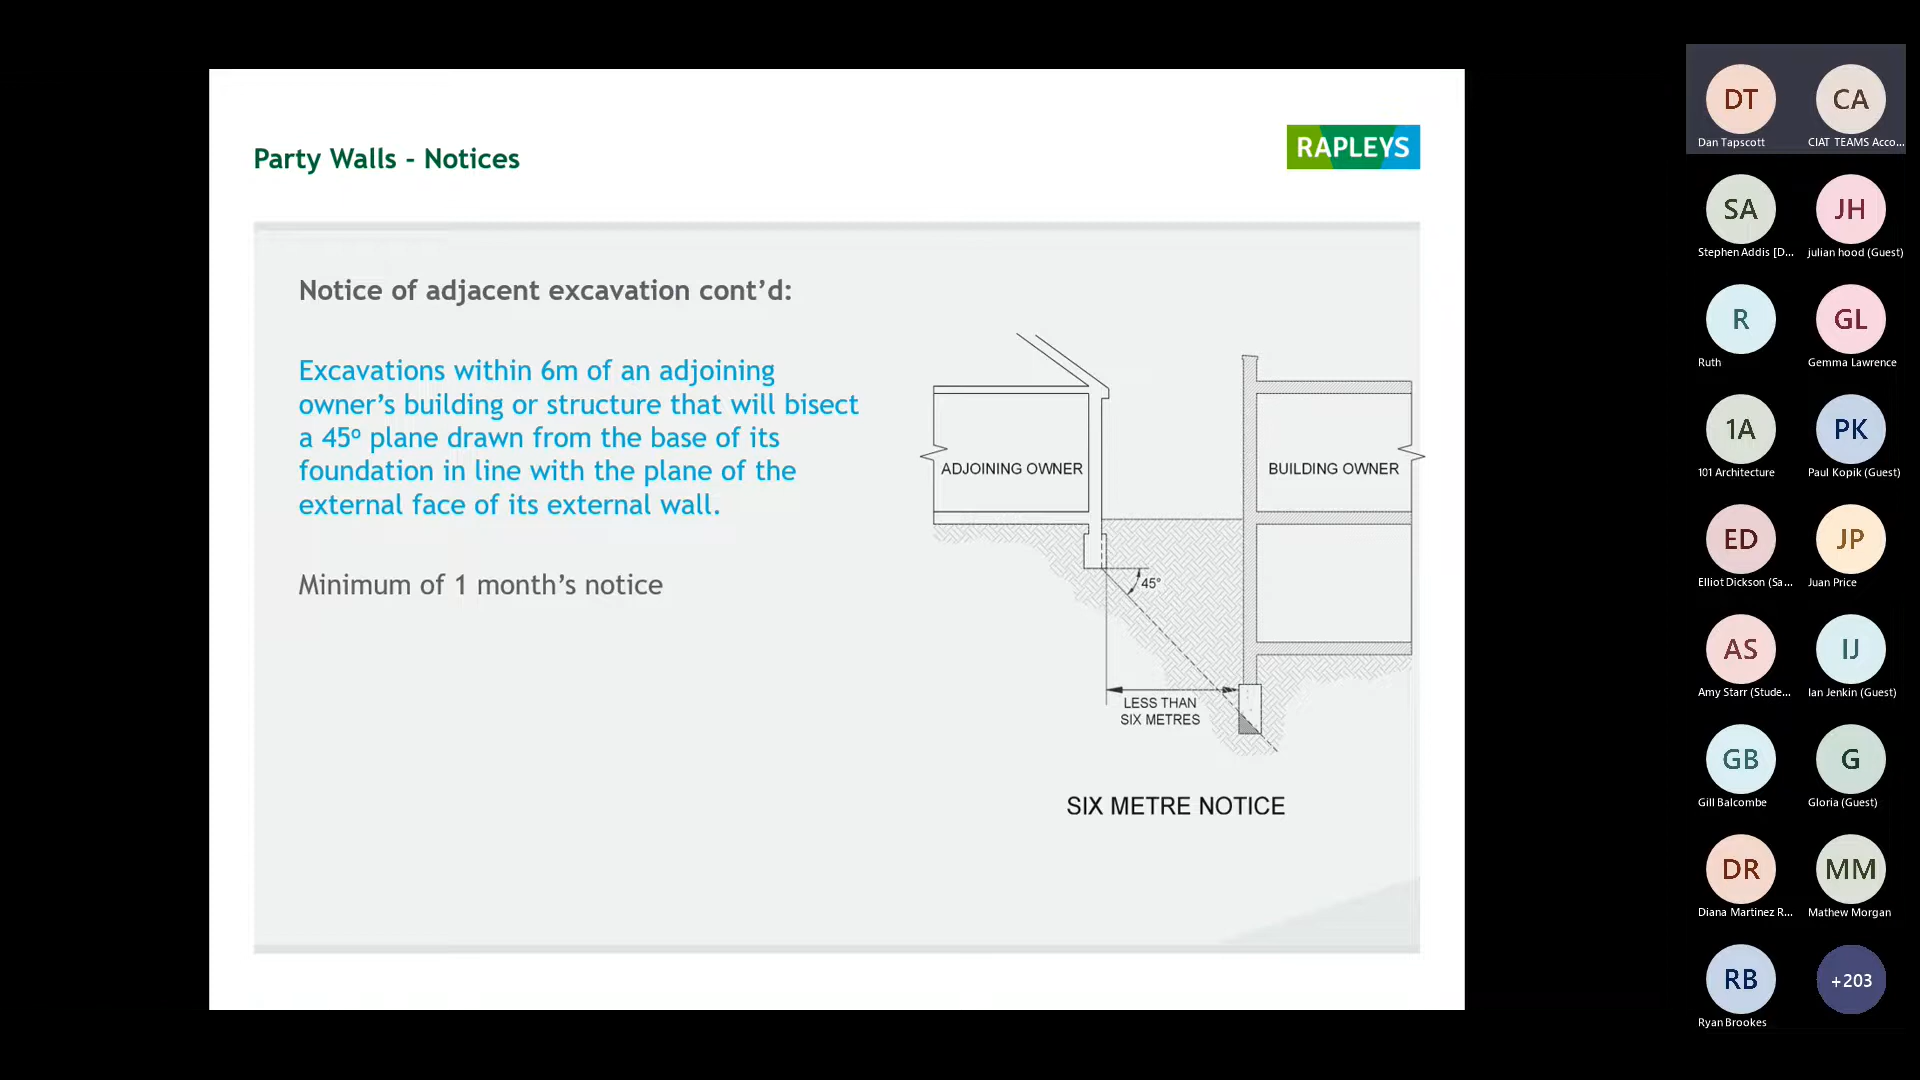 Party Walls - Notices
RAPLEYS
Notice of adjacent excavation cont’d:
Excavations within 6m of an adjoining
owner’s building or structure that will bisect
a 45º plane drawn from the base of its
foundation in line with the plane of the
external face of its external wall.
Minimum of 1 month’s notice
ADJOINING OWNER
BUILDING OWNER
45°
LESS THAN
SIX METRES
SIX METRE NOTICE
DT
CA
Dan Tapscott
CIAT TEAMS Acco...
SA
JH
Stephen Addis [D...
julian hood (Guest)
R
GL
Ruth
Gemma Lawrence
1A
PK
101 Architecture
Paul Kopik (Guest)
ED
JP
Elliot Dickson (Sa...
Juan Price
AS
IJ
Amy Starr (Stude...
Ian Jenkin (Guest)
GB
G
Gill Balcombe
Gloria (Guest)
DR
MM
Diana Martinez R...
Mathew Morgan
RB
+203
Ryan Brookes